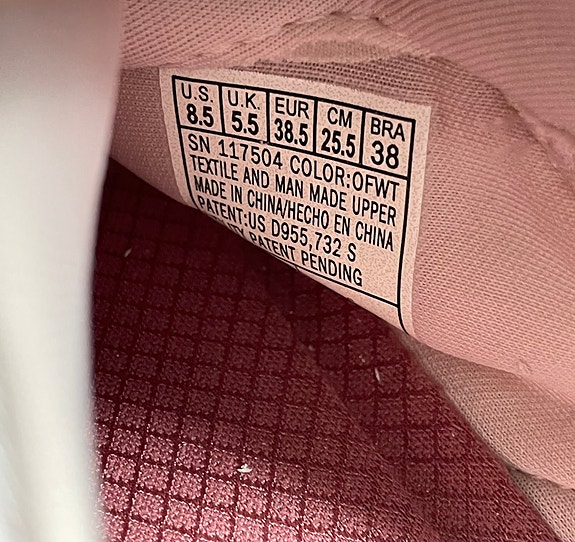 U.S. U.K. EUR CM BRA
8.5 5.5 38.5 25.5 38
SN 117504 COLOR:OFWT
TEXTILE AND MAN MADE UPPER
MADE IN CHINA/HECHO EN CHINA
PATENT:US D955,732 S
PATENT PENDING